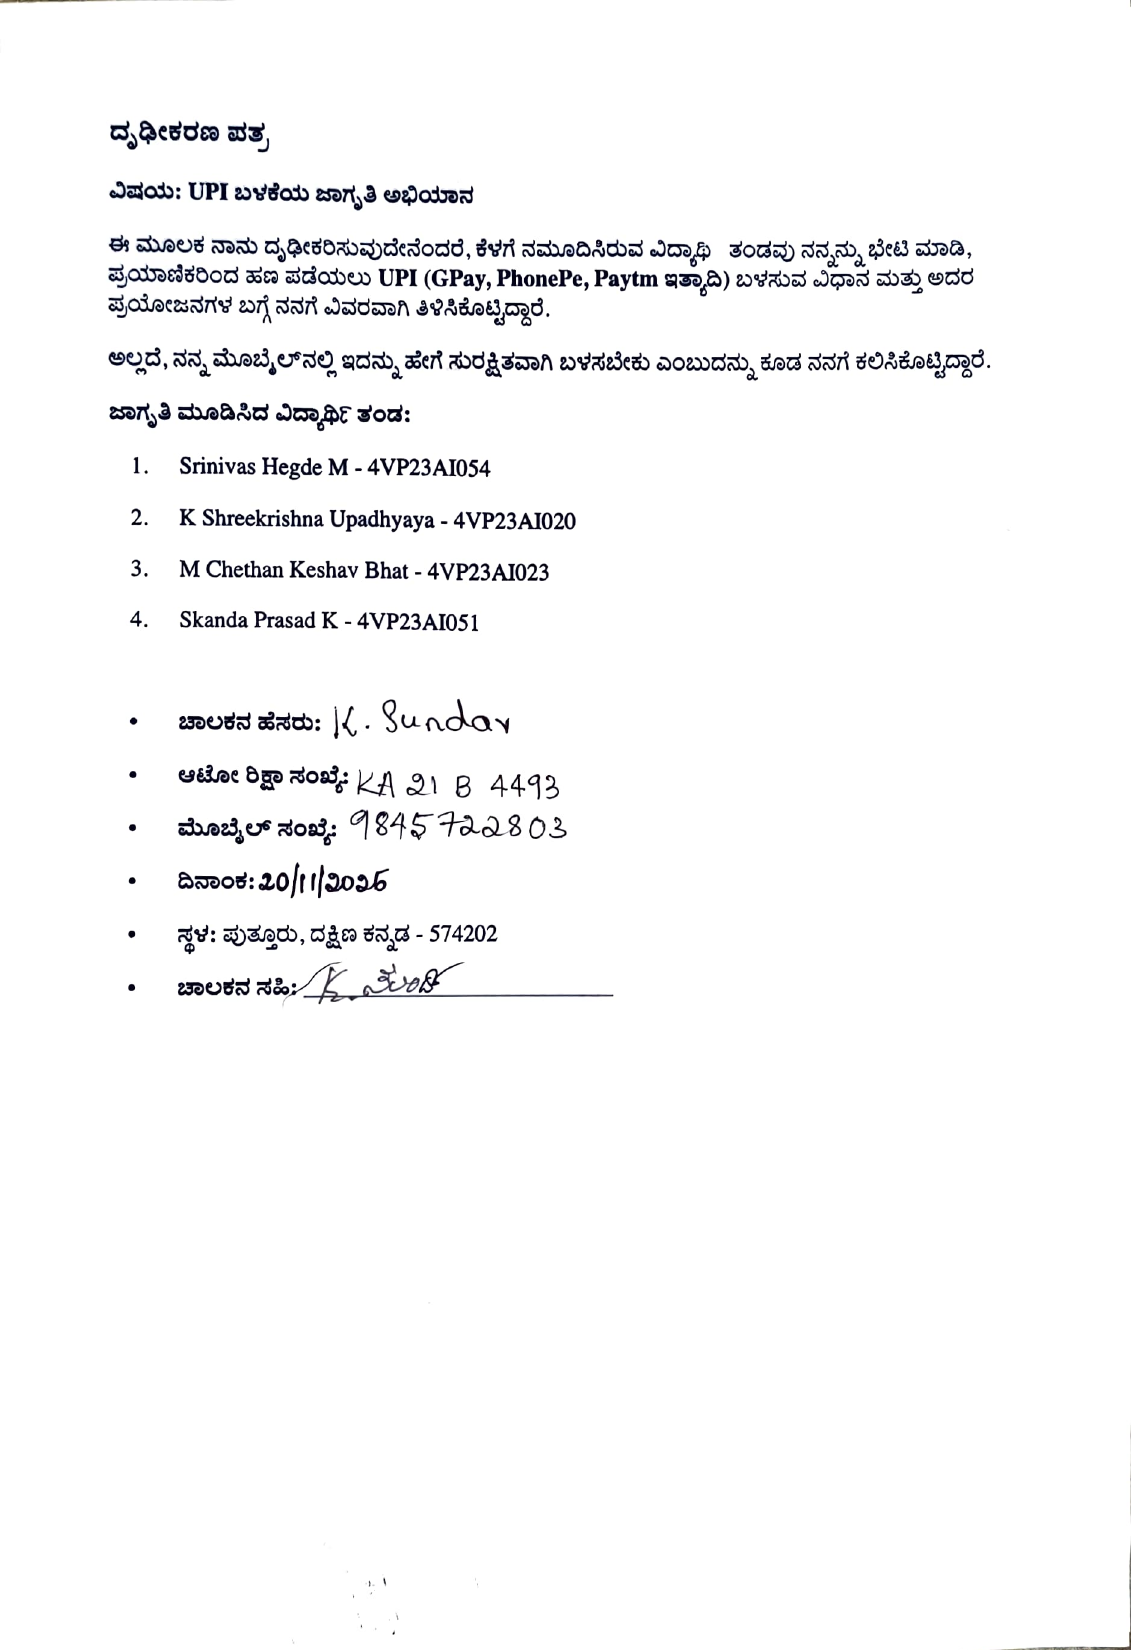 ದೃಢೀಕರಣ ಪತ್ರ
ವಿಷಯ: UPI ಬಳಕೆಯ ಜಾಗೃತಿ ಅಭಿಯಾನ
ಈ ಮೂಲಕ ನಾನು ದೃಢೀಕರಿಸುವುದೇನೆಂದರೆ, ಕೆಳಗೆ ನಮೂದಿಸಿರುವ ವಿದ್ಯಾಥಿ ತಂಡವು ನನ್ನನ್ನು ಭೇಟಿ ಮಾಡಿ,
ಪ್ರಯಾಣಿಕರಿಂದ ಹಣ ಪಡೆಯಲು UPI (GPay, PhonePe, Paytm ಇತ್ಯಾದಿ) ಬಳಸುವ ವಿಧಾನ ಮತ್ತು ಅದರ
ಪ್ರಯೋಜನಗಳ ಬಗ್ಗೆ ನನಗೆ ವಿವರವಾಗಿ ತಿಳಿಸಿಕೊಟ್ಟಿದ್ದಾರೆ.
ಅಲ್ಲದೆ, ನನ್ನ ಮೊಬೈಲ್‌ನಲ್ಲಿ ಇದನ್ನು ಹೇಗೆ ಸುರಕ್ಷಿತವಾಗಿ ಬಳಸಬೇಕು ಎಂಬುದನ್ನು ಕೂಡ ನನಗೆ ಕಲಿಸಿಕೊಟ್ಟಿದ್ದಾರೆ.
ಜಾಗೃತಿ ಮೂಡಿಸಿದ ವಿದ್ಯಾರ್ಥಿ ತಂಡ:
1. Srinivas Hegde M - 4VP23AI054
2. K Shreekrishna Upadhyaya - 4VP23AI020
3. M Chethan Keshav Bhat - 4VP23AI023
4. Skanda Prasad K - 4VP23AI051
• ಚಾಲಕನ ಹೆಸರು: K. Sundar
• ಆಟೋ ರಿಕ್ಷಾ ಸಂಖ್ಯೆ: KA 21 B 4493
• ಮೊಬೈಲ್ ಸಂಖ್ಯೆ: 9845722803
• ದಿನಾಂಕ: 20/11/2025
• ಸ್ಥಳ: ಪುತ್ತೂರು, ದಕ್ಷಿಣ ಕನ್ನಡ - 574202
• ಚಾಲಕನ ಸಹಿ: K.